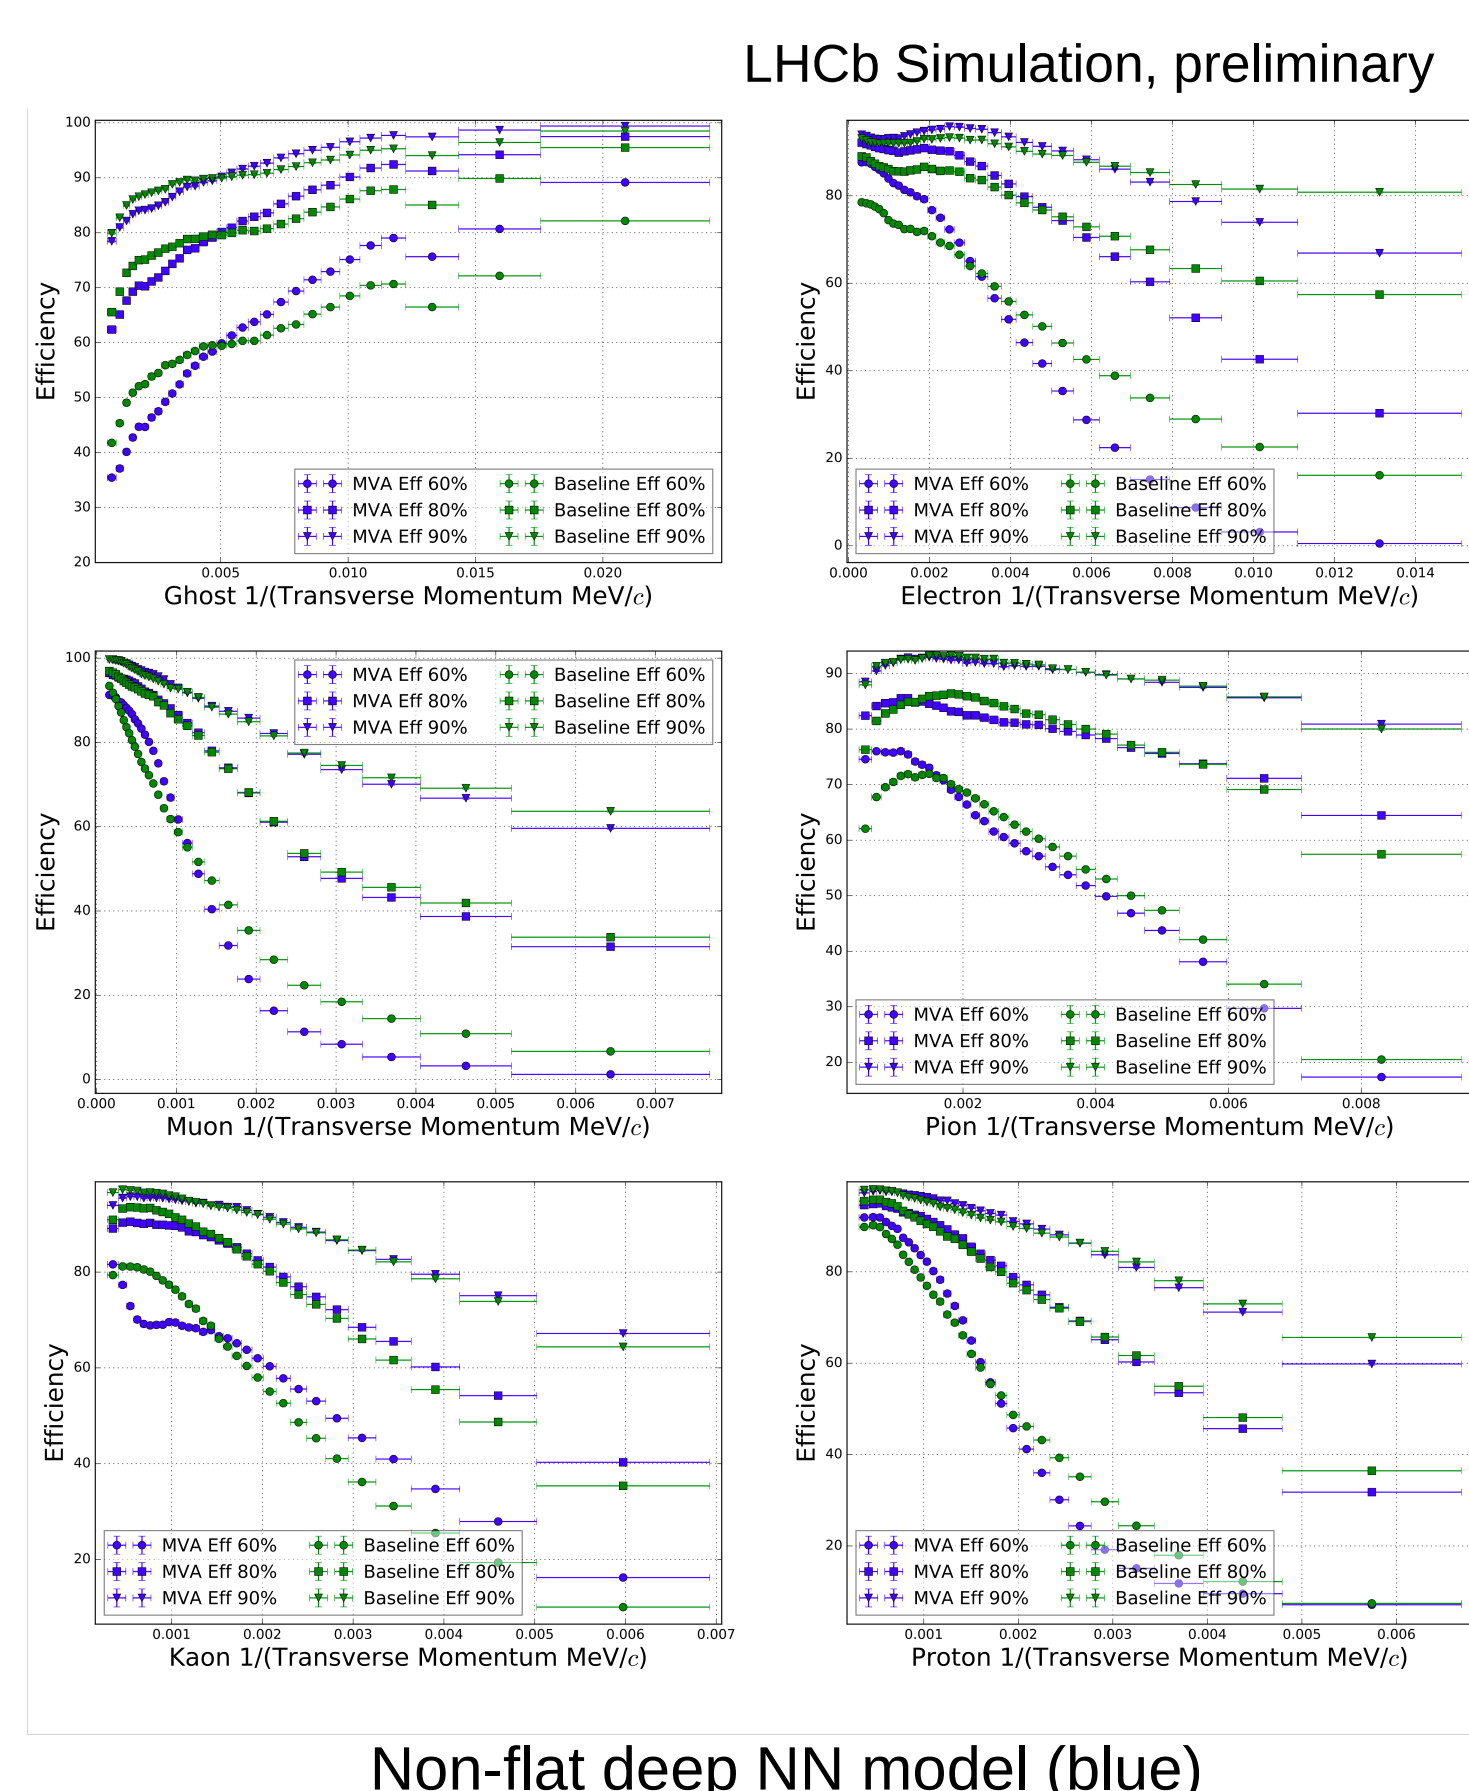 LHCb Simulation, preliminary
100
90
80
70
60
50
40
30
20
Efficiency
MVA Eff 60% Baseline Eff 60%
MVA Eff 80% Baseline Eff 80%
MVA Eff 90% Baseline Eff 90%
0.005 0.010 0.015 0.020
Ghost 1/(Transverse Momentum MeV/c)
80
60
40
20
0
Efficiency
MVA Eff 60% Baseline Eff 60%
MVA Eff 80% Baseline Eff 80%
MVA Eff 90% Baseline Eff 90%
0.000 0.002 0.004 0.006 0.008 0.010 0.012 0.014
Electron 1/(Transverse Momentum MeV/c)
100
80
60
40
20
0
Efficiency
MVA Eff 60% Baseline Eff 60%
MVA Eff 80% Baseline Eff 80%
MVA Eff 90% Baseline Eff 90%
0.000 0.001 0.002 0.003 0.004 0.005 0.006 0.007
Muon 1/(Transverse Momentum MeV/c)
90
80
70
60
50
40
30
20
Efficiency
MVA Eff 60% Baseline Eff 60%
MVA Eff 80% Baseline Eff 80%
MVA Eff 90% Baseline Eff 90%
0.002 0.004 0.006 0.008
Pion 1/(Transverse Momentum MeV/c)
80
60
40
20
Efficiency
MVA Eff 60% Baseline Eff 60%
MVA Eff 80% Baseline Eff 80%
MVA Eff 90% Baseline Eff 90%
0.001 0.002 0.003 0.004 0.005 0.006 0.007
Kaon 1/(Transverse Momentum MeV/c)
80
60
40
20
Efficiency
MVA Eff 60% Baseline Eff 60%
MVA Eff 80% Baseline Eff 80%
MVA Eff 90% Baseline Eff 90%
0.001 0.002 0.003 0.004 0.005 0.006
Proton 1/(Transverse Momentum MeV/c)
Non-flat deep NN model (blue)